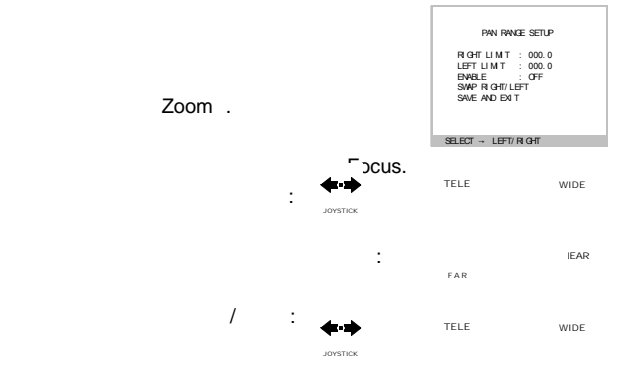 PAN RANGE SETUP
RIGHT LIMIT : 000.0
LEFT LIMIT : 000.0
ENABLE : OFF
SWAP RIGHT/LEFT
SAVE AND EXIT
SELECT → LEFT/RIGHT
Zoom .
Focus.
: TELE WIDE
JOYSTICK
: EAR
FAR
/ : TELE WIDE
JOYSTICK